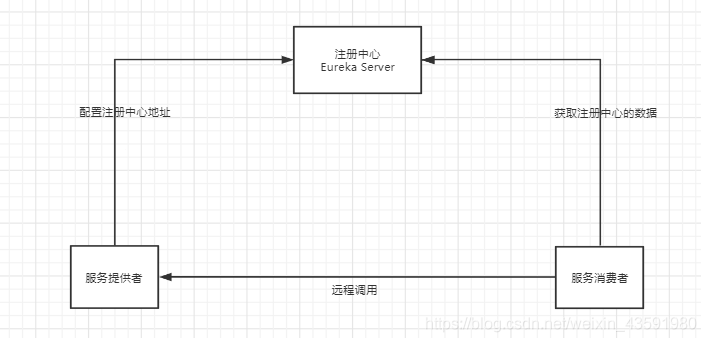 注册中心
Eureka Server
配置注册中心地址
获取注册中心的数据
服务提供者
服务消费者
远程调用
https://blog.csdn.net/weixin_43591980